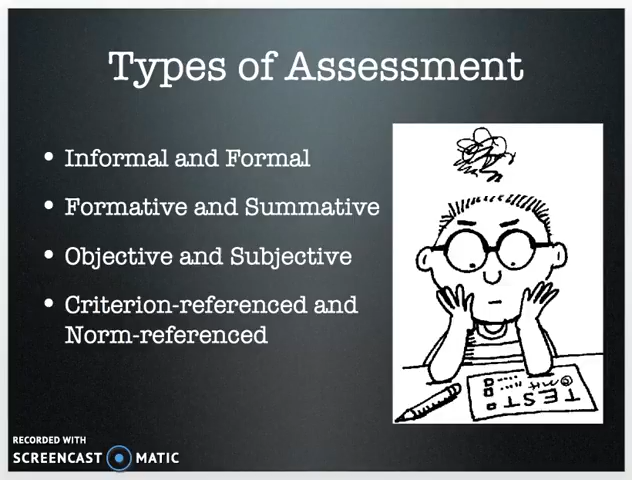 Types of Assessment
• Informal and Formal
• Formative and Summative
• Objective and Subjective
• Criterion-referenced and
Norm-referenced
TEST
RECORDED WITH
SCREENCAST MATIC